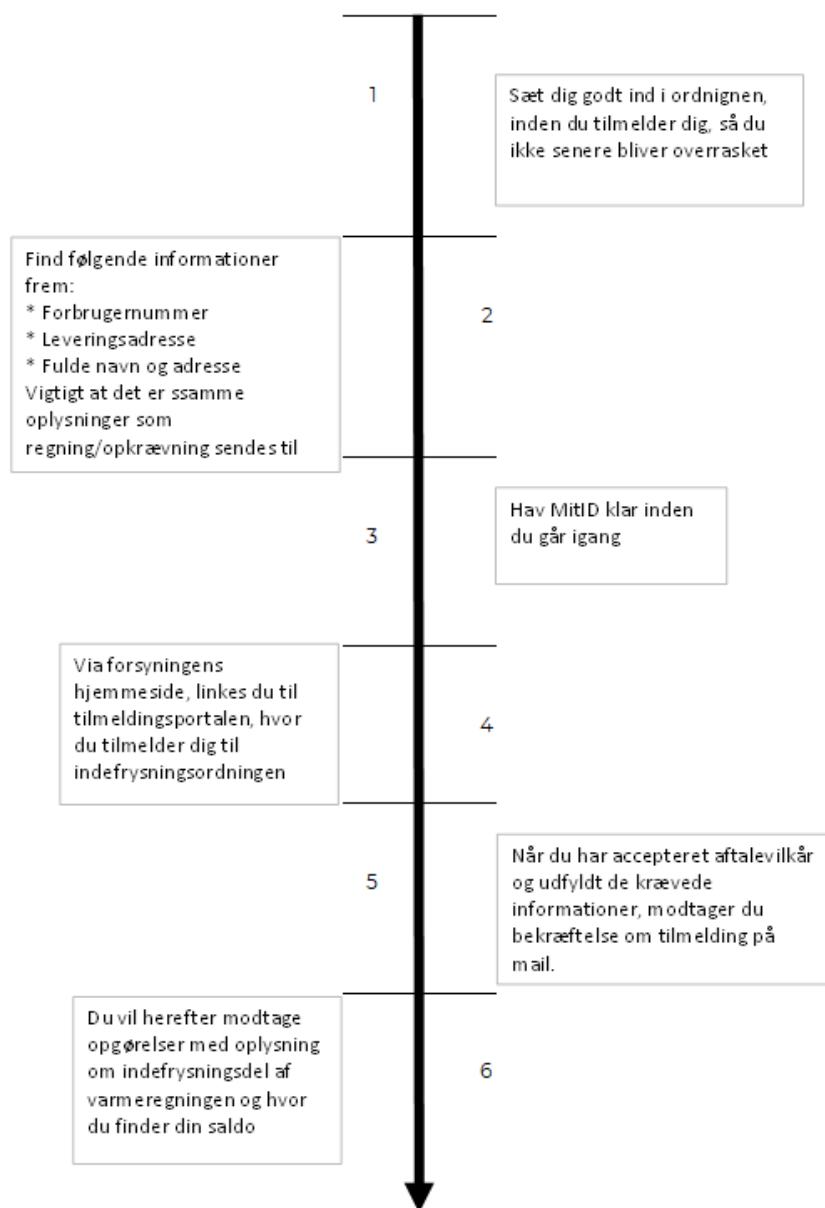 1
Sæt dig godt ind i ordnignen,
inden du tilmelder dig, så du
ikke senere bliver overrasket
Find følgende informationer
frem:
* Forbrugernummer
* Leveringsadresse
* Fulde navn og adresse
Vigtigt at det er ssamme
oplysninger som
regning/opkrævning sendes til
2
3
Hav MitID klar inden
du går igang
Via forsyningens
hjemmeside, linkes du til
tilmeldingsportalen, hvor
du tilmelder dig til
indefrysningsordningen
4
5
Når du har accepteret aftalevilkår
og udfyldt de krævede
informationer, modtager du
bekræftelse om tilmelding på
mail.
Du vil herefter modtage
opgørelser med oplysning
om indefrysningsdel af
varmeregningen og hvor
du finder din saldo
6